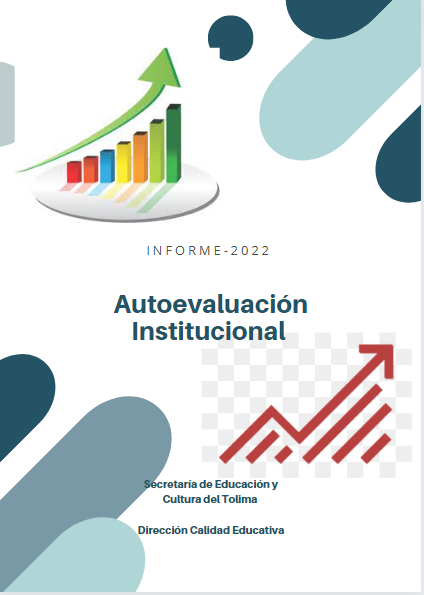 INFORME-2022
Autoevaluación
Institucional
Secretaría de Educación y
Cultura del Tolima
Dirección Calidad Educativa